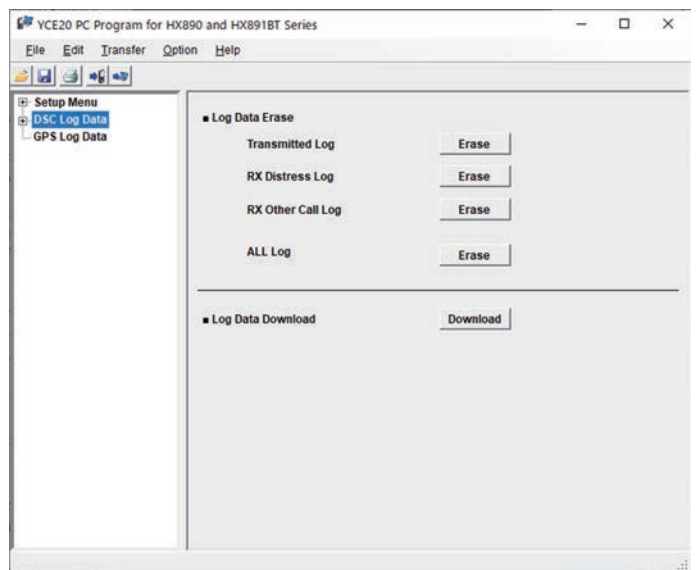 YCE20 PC Program for HX890 and HX891BT Series
File Edit Transfer Option Help
Setup Menu
DSC Log Data
GPS Log Data
■ Log Data Erase
Transmitted Log Erase
RX Distress Log Erase
RX Other Call Log Erase
ALL Log Erase
■ Log Data Download Download